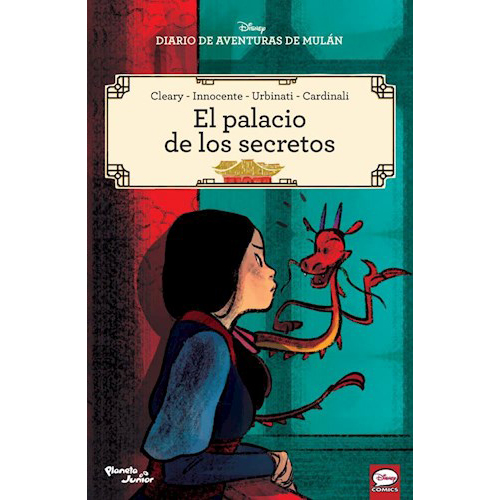 Disney
DIARIO DE AVENTURAS DE MULÁN
Cleary - Innocente - Urbinati - Cardinali
El palacio
de los secretos
Planeta
Junior
Disney
COMICS